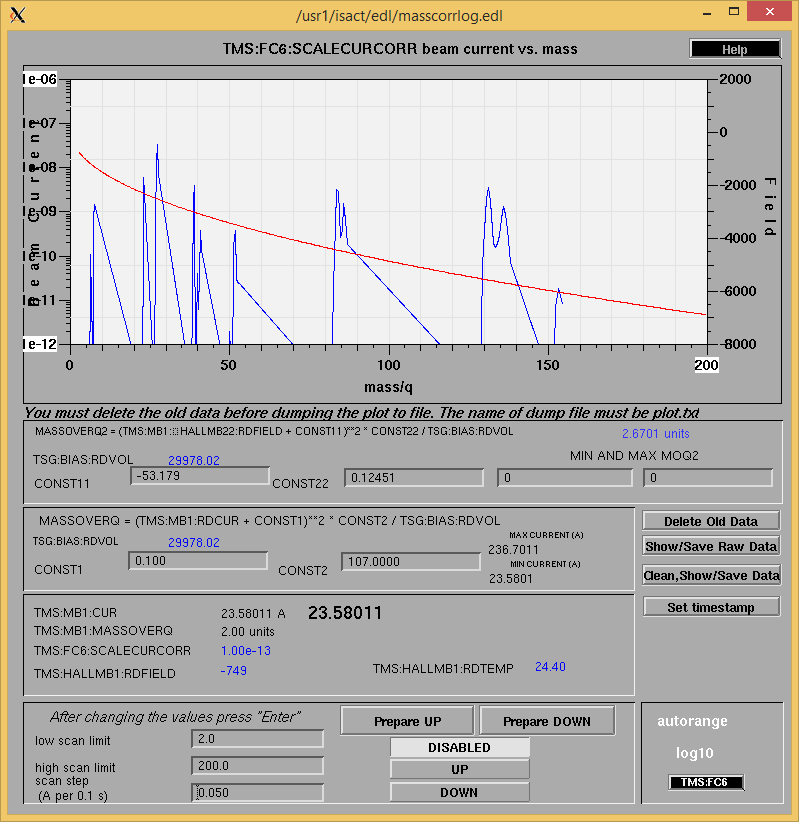 /usr1/isact/edl/masscorrlog.edl
TMS:FC6:SCALECURCORR beam current vs. mass
Help
1e-06
1e-07
1e-08
1e-09
1e-10
1e-11
1e-12
Beam Current
2000
0
-2000
-4000
-6000
-8000
Field
0 50 100 150 200
mass/q
You must delete the old data before dumping the plot to file. The name of dump file must be plot.txt
MASSOVERQ2 = (TMS:MB1:□HALLMB22:RDFIELD + CONST11)**2 * CONST22 / TSG:BIAS:RDVOL
2.6701 units
TSG:BIAS:RDVOL 29978.02
MIN AND MAX MOQ2
CONST11 -53.179 CONST22 0.12451 0 0
MASSOVERQ = (TMS:MB1:RDCUR + CONST1)**2 * CONST2 / TSG:BIAS:RDVOL
TSG:BIAS:RDVOL 29978.02
MAX CURRENT (A)
236.7011
CONST1 0.100 CONST2 107.0000
MIN CURRENT (A)
23.5801
Delete Old Data
Show/Save Raw Data
Clean,Show/Save Data
Set timestamp
TMS:MB1:CUR 23.58011 A 23.58011
TMS:MB1:MASSOVERQ 2.00 units
TMS:FC6:SCALECURCORR 1.00e-13
TMS:HALLMB1:RDFIELD -749
TMS:HALLMB1:RDTEMP 24.40
After changing the values press "Enter"
low scan limit 2.0
high scan limit 200.0
scan step
(A per 0.1 s) 0.050
Prepare UP Prepare DOWN
DISABLED
UP
DOWN
autorange
log10
TMS:FC6